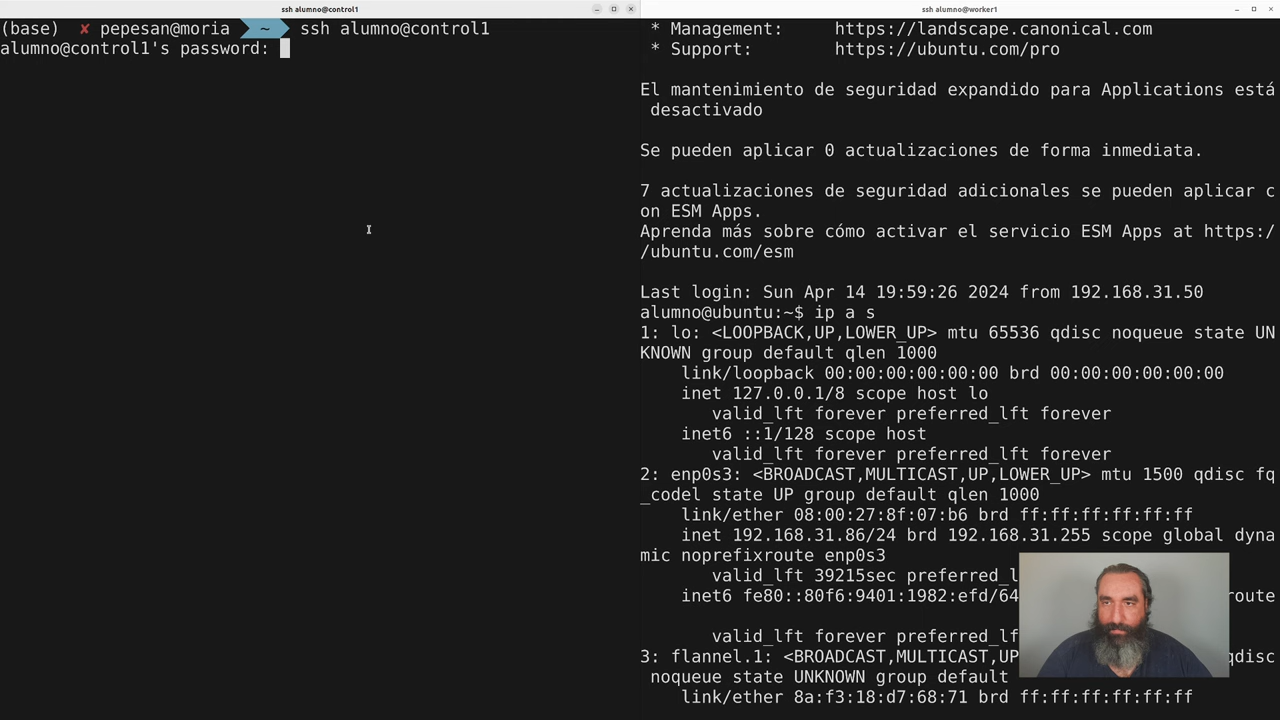 ssh alumno@control1
(base) ✘ pepesan@moria ~ ssh alumno@control1
alumno@control1's password:
ssh alumno@worker1
* Management: https://landscape.canonical.com
* Support: https://ubuntu.com/pro
El mantenimiento de seguridad expandido para Applications está
desactivado
Se pueden aplicar 0 actualizaciones de forma inmediata.
7 actualizaciones de seguridad adicionales se pueden aplicar c
on ESM Apps.
Aprenda más sobre cómo activar el servicio ESM Apps at https:/
/ubuntu.com/esm
Last login: Sun Apr 14 19:59:26 2024 from 192.168.31.50
alumno@ubuntu:~$ ip a s
1: lo: <LOOPBACK,UP,LOWER_UP> mtu 65536 qdisc noqueue state UN
KNOWN group default qlen 1000
link/loopback 00:00:00:00:00:00 brd 00:00:00:00:00:00
inet 127.0.0.1/8 scope host lo
valid_lft forever preferred_lft forever
inet6 ::1/128 scope host
valid_lft forever preferred_lft forever
2: enp0s3: <BROADCAST,MULTICAST,UP,LOWER_UP> mtu 1500 qdisc fq
_codel state UP group default qlen 1000
link/ether 08:00:27:8f:07:b6 brd ff:ff:ff:ff:ff:ff
inet 192.168.31.86/24 brd 192.168.31.255 scope global dyna
mic noprefixroute enp0s3
valid_lft 39215sec preferred_l
inet6 fe80::80f6:9401:1982:efd/64 route
valid_lft forever preferred_l
3: flannel.1: <BROADCAST,MULTICAST,UP qdisc
noqueue state UNKNOWN group default
link/ether 8a:f3:18:d7:68:71 brd ff:ff:ff:ff:ff:ff